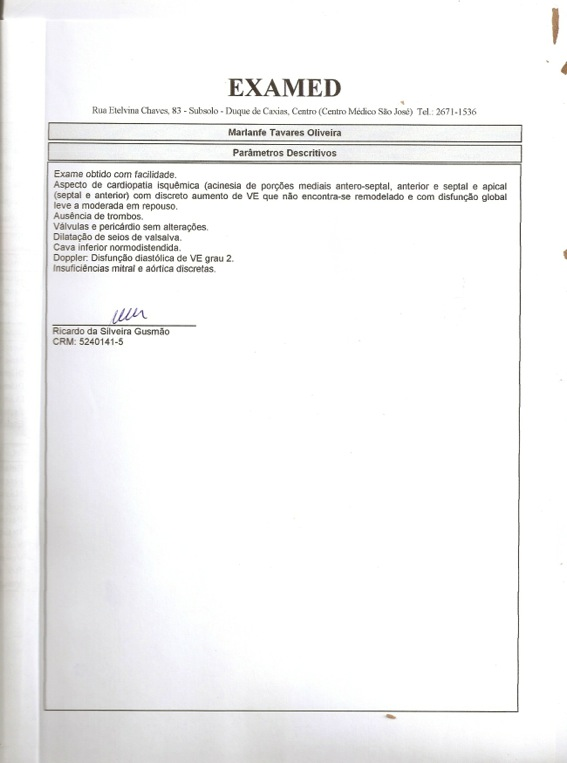 EXAMED
Rua Etelvina Chaves, 83 - Subsolo - Duque de Caxias, Centro (Centro Médico São José) Tel.: 2671-1536
Marlanfe Tavares Oliveira
Parâmetros Descritivos
Exame obtido com facilidade.
Aspecto de cardiopatia isquêmica (acinesia de porções mediais antero-septal, anterior e septal e apical
(septal e anterior) com discreto aumento de VE que não encontra-se remodelado e com disfunção global
leve a moderada em repouso.
Ausência de trombos.
Válvulas e pericárdio sem alterações.
Dilatação de seios de valsalva.
Cava inferior normodistendida.
Doppler: Disfunção diastólica de VE grau 2.
Insuficiências mitral e aórtica discretas.
Ricardo da Silveira Gusmão
CRM: 5240141-5